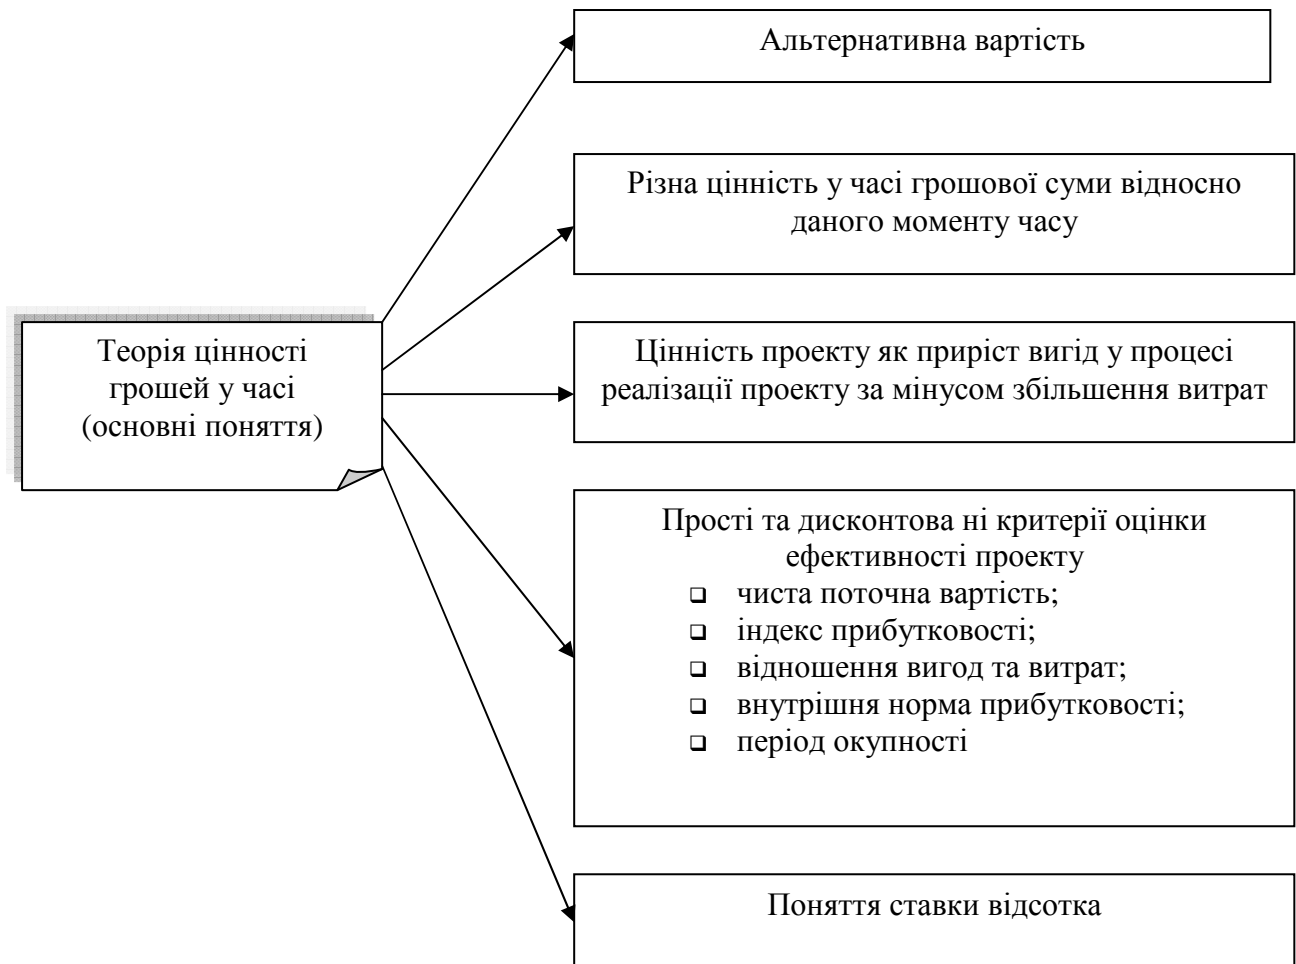 Альтернативна вартість
Різна цінність у часі грошової суми відносно
даного моменту часу
Теорія цінності
грошей у часі
(основні поняття)
Цінність проекту як приріст вигід у процесі
реалізації проекту за мінусом збільшення витрат
Прості та дисконтова ні критерії оцінки
ефективності проекту
❑ чиста поточна вартість;
❑ індекс прибутковості;
❑ відношення вигод та витрат;
❑ внутрішня норма прибутковості;
❑ період окупності
Поняття ставки відсотка